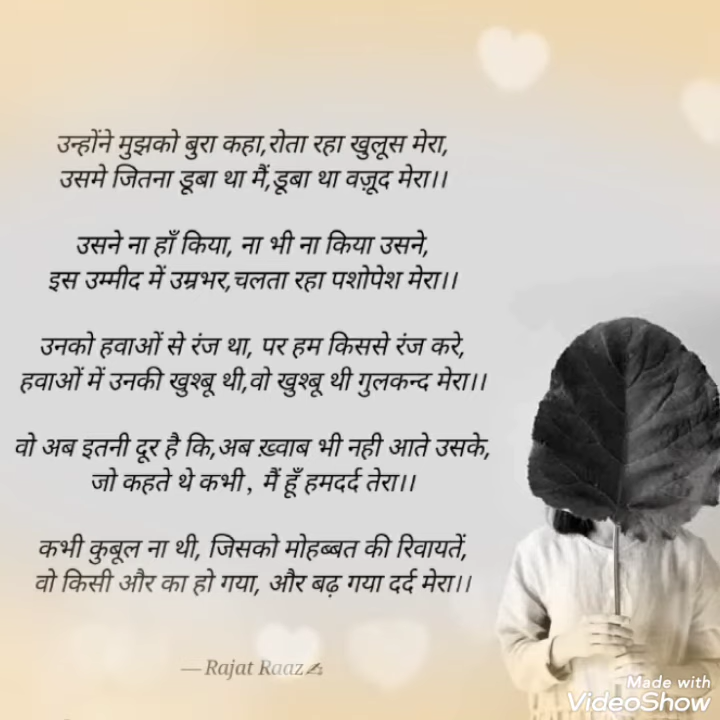 उन्होंने मुझको बुरा कहा,रोता रहा खुलूस मेरा,
उसमे जितना डूबा था मैं,डूबा था वज़ूद मेरा।।
उसने ना हाँ किया, ना भी ना किया उसने,
इस उम्मीद में उम्रभर,चलता रहा पशोपेश मेरा।।
उनको हवाओं से रंज था, पर हम किससे रंज करे,
हवाओं में उनकी खुश्बू थी,वो खुश्बू थी गुलकन्द मेरा।।
वो अब इतनी दूर है कि,अब ख़्वाब भी नही आते उसके,
जो कहते थे कभी, मैं हूँ हमदर्द तेरा।।
कभी कुबूल ना थी, जिसको मोहब्बत की रिवायतें,
वो किसी और का हो गया, और बढ़ गया दर्द मेरा।।
— Rajat Raaz✍
Made with
VideoShow